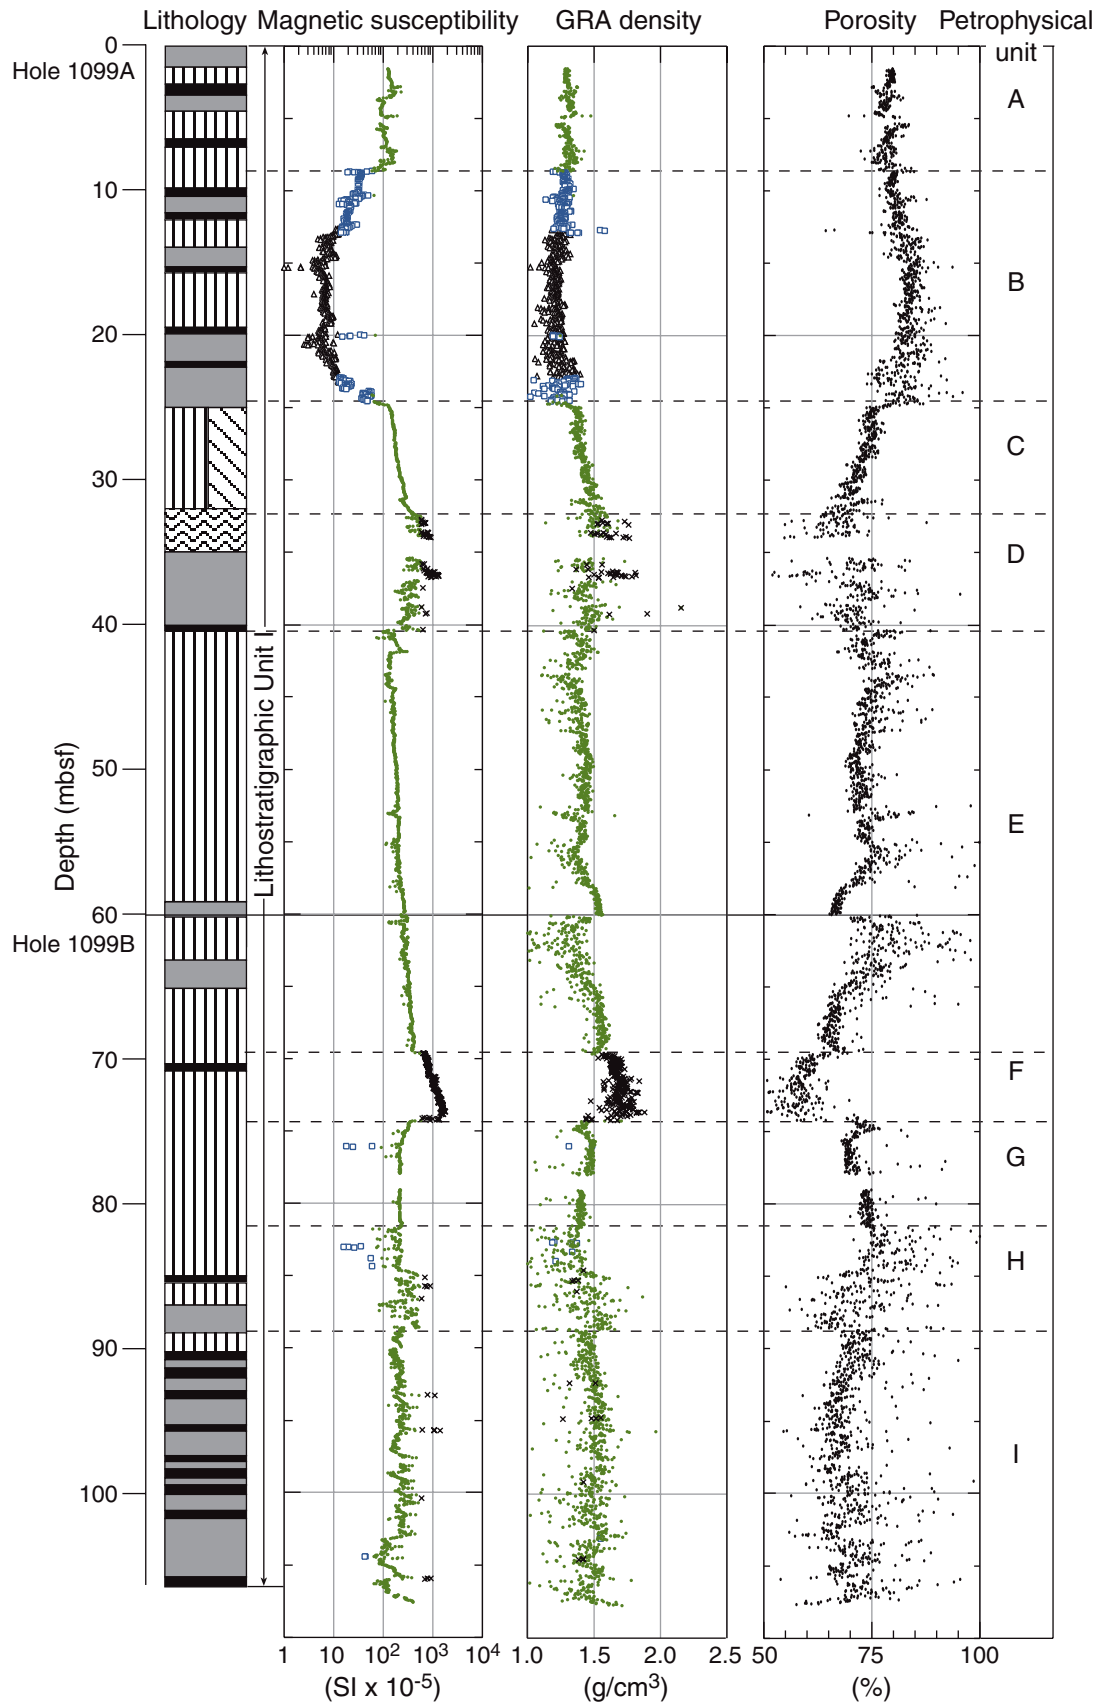 Lithology Magnetic susceptibility GRA density Porosity Petrophysical
unit
0
Hole 1099A
A
10
B
20
C
30
D
40
Lithostratigraphic Unit I
Depth (mbsf)
50
E
60
Hole 1099B
70
F
G
80
H
90
I
100
1 10 10² 10³ 10⁴ 1.0 1.5 2.0 2.5 50 75 100
(SI x 10⁻⁵) (g/cm³) (%)